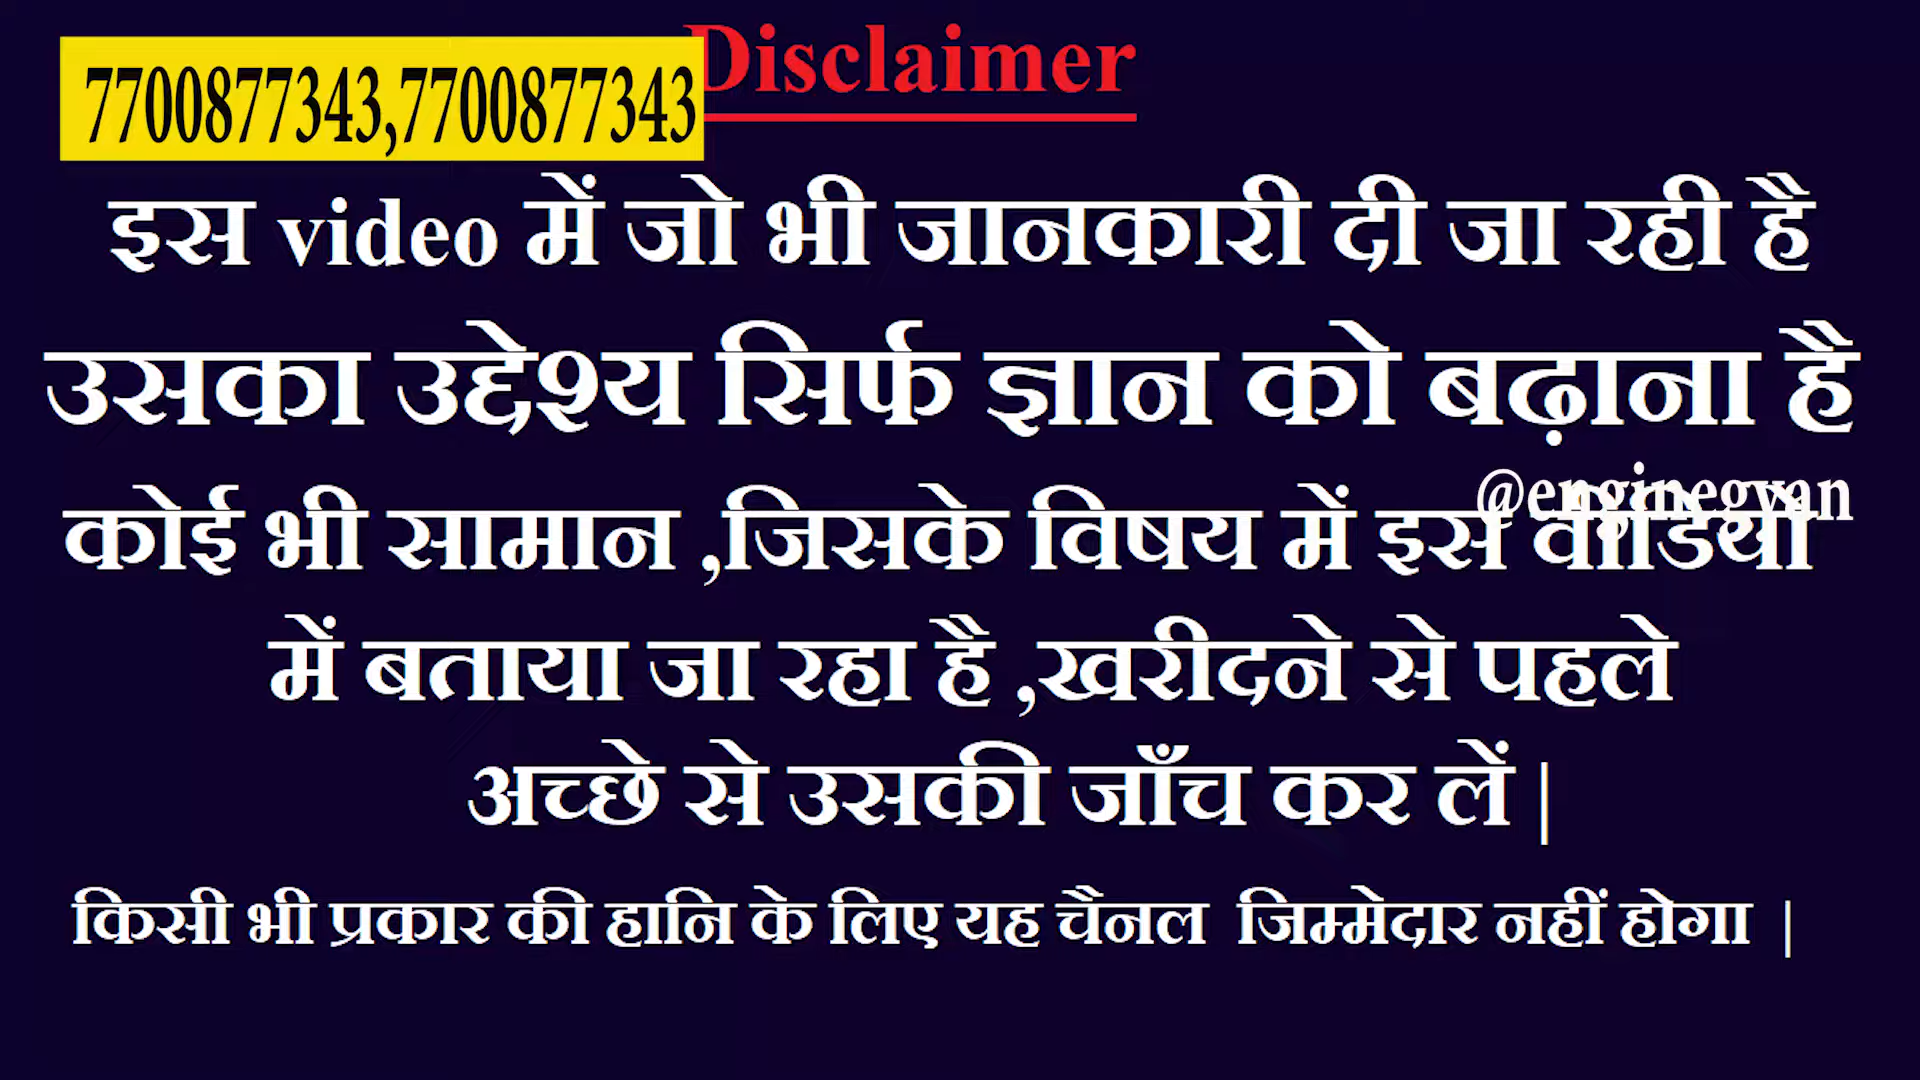 Disclaimer
7700877343,7700877343
इस video में जो भी जानकारी दी जा रही है
उसका उद्देश्य सिर्फ ज्ञान को बढ़ाना है
@enginegyan
कोई भी सामान ,जिसके विषय में इस वीडियो
में बताया जा रहा है ,खरीदने से पहले
अच्छे से उसकी जाँच कर लें |
किसी भी प्रकार की हानि के लिए यह चैनल जिम्मेदार नहीं होगा |